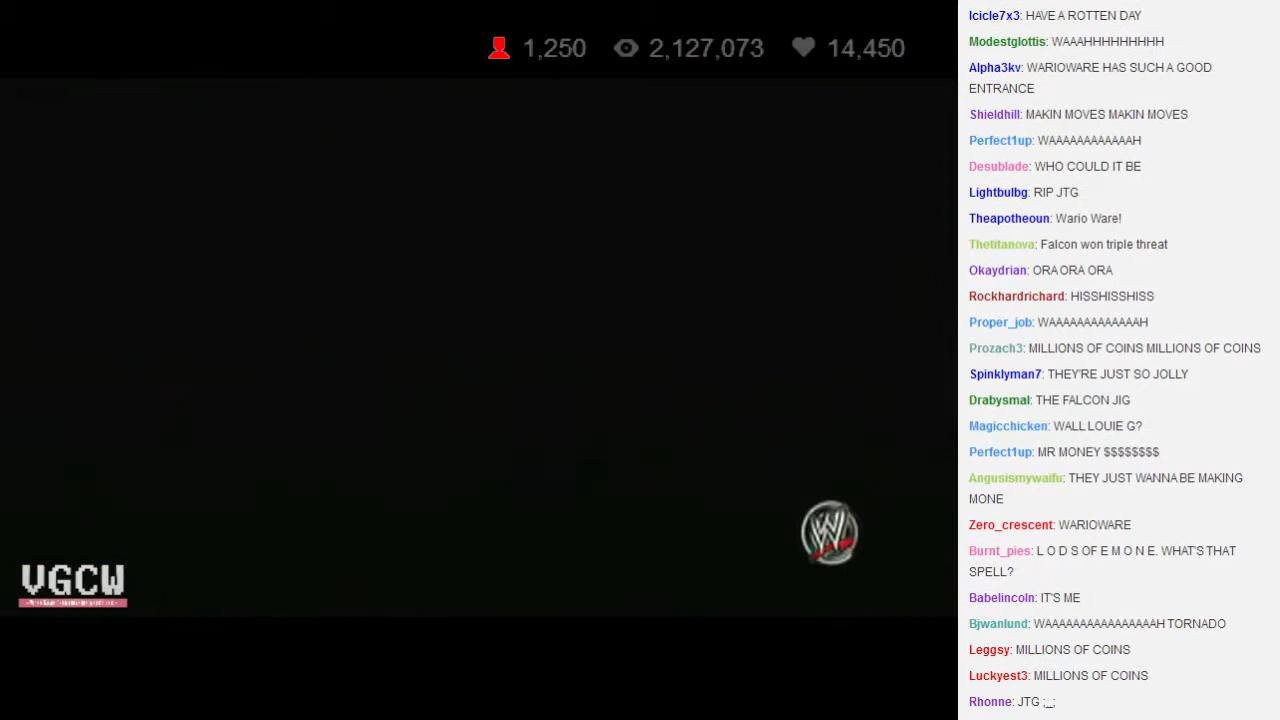 1,250 2,127,073 14,450
VGCW
Icicle7x3: HAVE A ROTTEN DAY
Modestglottis: WAAAHHHHHHHHH
Alpha3kv: WARIOWARE HAS SUCH A GOOD
ENTRANCE
Shieldhill: MAKIN MOVES MAKIN MOVES
Perfect1up: WAAAAAAAAAAAH
Desublade: WHO COULD IT BE
Lightbulbg: RIP JTG
Theapotheoun: Wario Ware!
Thetitanova: Falcon won triple threat
Okaydrian: ORA ORA ORA
Rockhardrichard: HISSHISSHISS
Proper_job: WAAAAAAAAAAAAH
Prozach3: MILLIONS OF COINS MILLIONS OF COINS
Spinklyman7: THEY'RE JUST SO JOLLY
Drabysmal: THE FALCON JIG
Magicchicken: WALL LOUIE G?
Perfect1up: MR MONEY $$$$$$$$
Angusismywaifu: THEY JUST WANNA BE MAKING
MONE
Zero_crescent: WARIOWARE
Burnt_pies: L O D S OF E M O N E. WHAT'S THAT
SPELL?
Babelincoln: IT'S ME
Bjwanlund: WAAAAAAAAAAAAAAAH TORNADO
Leggsy: MILLIONS OF COINS
Luckyest3: MILLIONS OF COINS
Rhonne: JTG ;_;